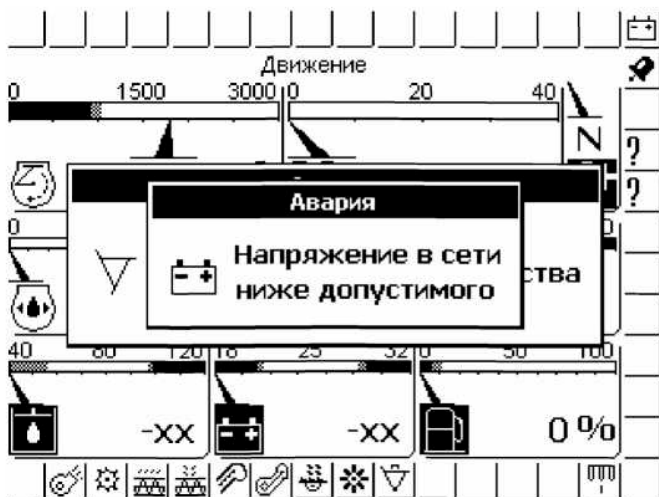 Движение
0 1500 3000 0 20 40
N
?
?
Авария
Напряжение в сети
ниже допустимого
ства
0
40 80 120 18 25 32 0 50 100
-xx -xx 0 %